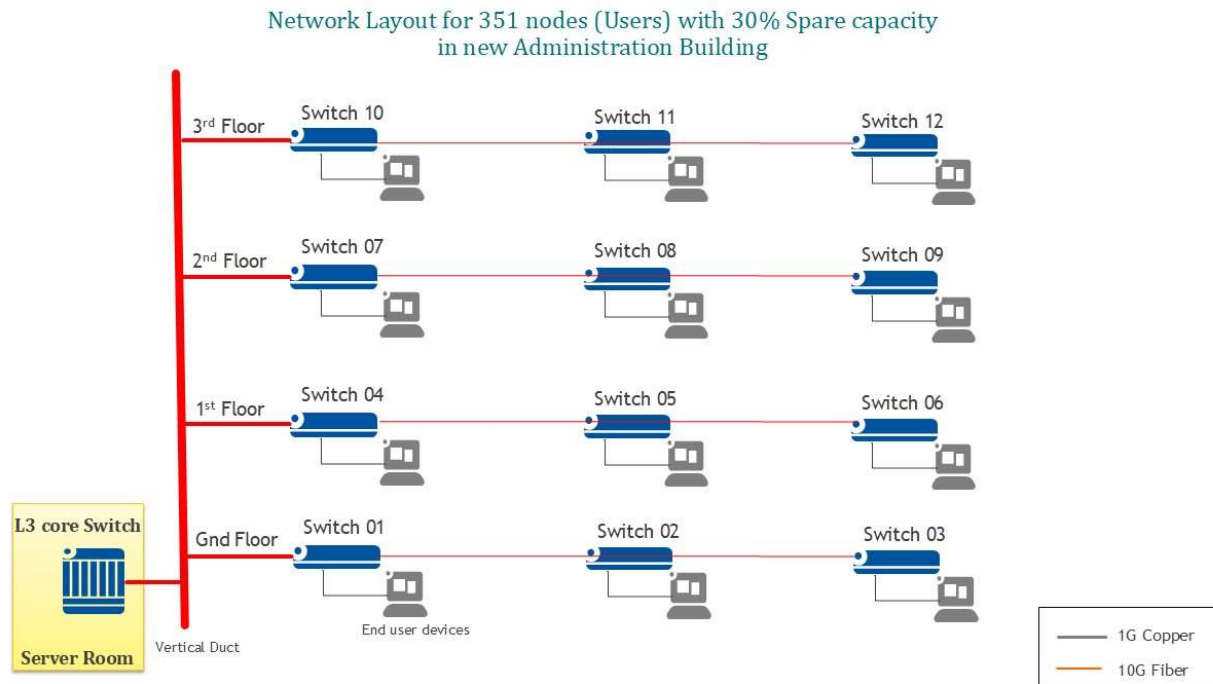 Network Layout for 351 nodes (Users) with 30% Spare capacity
in new Administration Building
3rd Floor
Switch 10
Switch 11
Switch 12
2nd Floor
Switch 07
Switch 08
Switch 09
1st Floor
Switch 04
Switch 05
Switch 06
L3 core Switch
Gnd Floor
Switch 01
Switch 02
Switch 03
End user devices
Vertical Duct
Server Room
1G Copper
10G Fiber